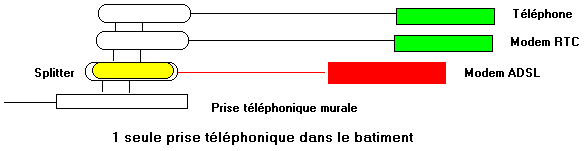 Téléphone
Modem RTC
Splitter
Modem ADSL
Prise téléphonique murale
1 seule prise téléphonique dans le batiment